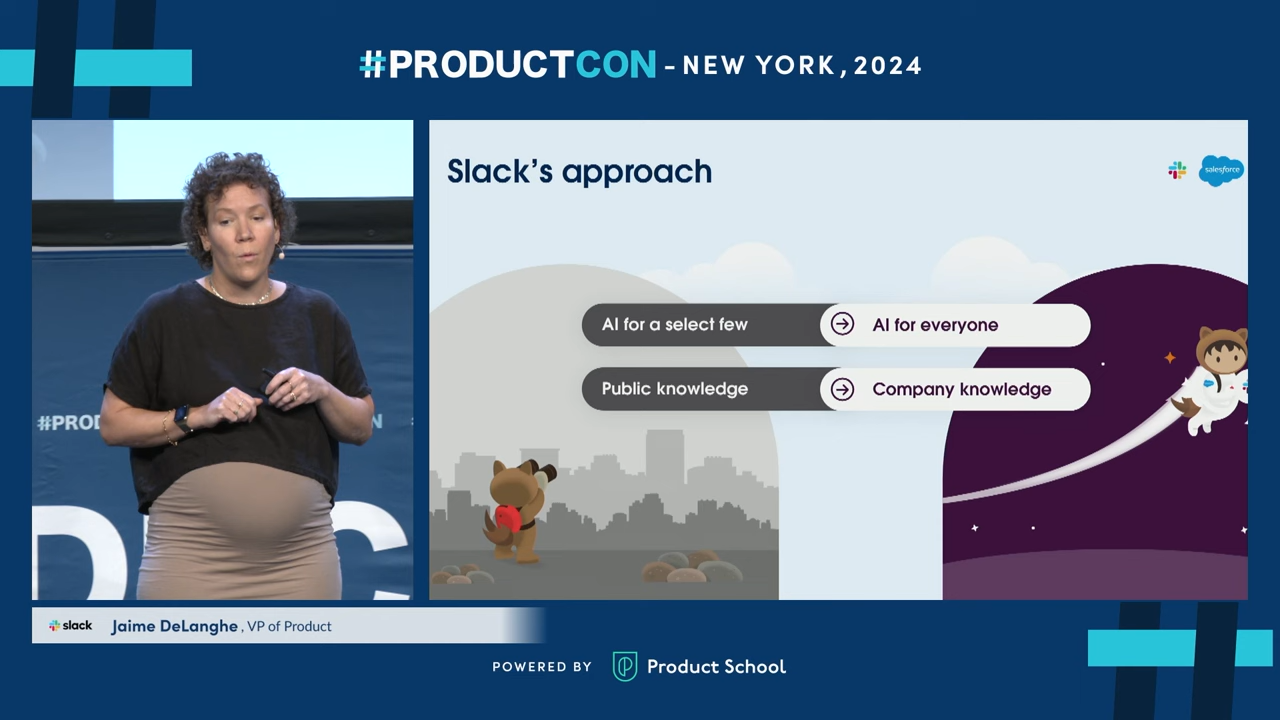 #PRODUCTCON - NEW YORK, 2024
Slack's approach
salesforce
AI for a select few → AI for everyone
Public knowledge → Company knowledge
#PROD
CON
slack Jaime DeLanghe, VP of Product
POWERED BY Product School